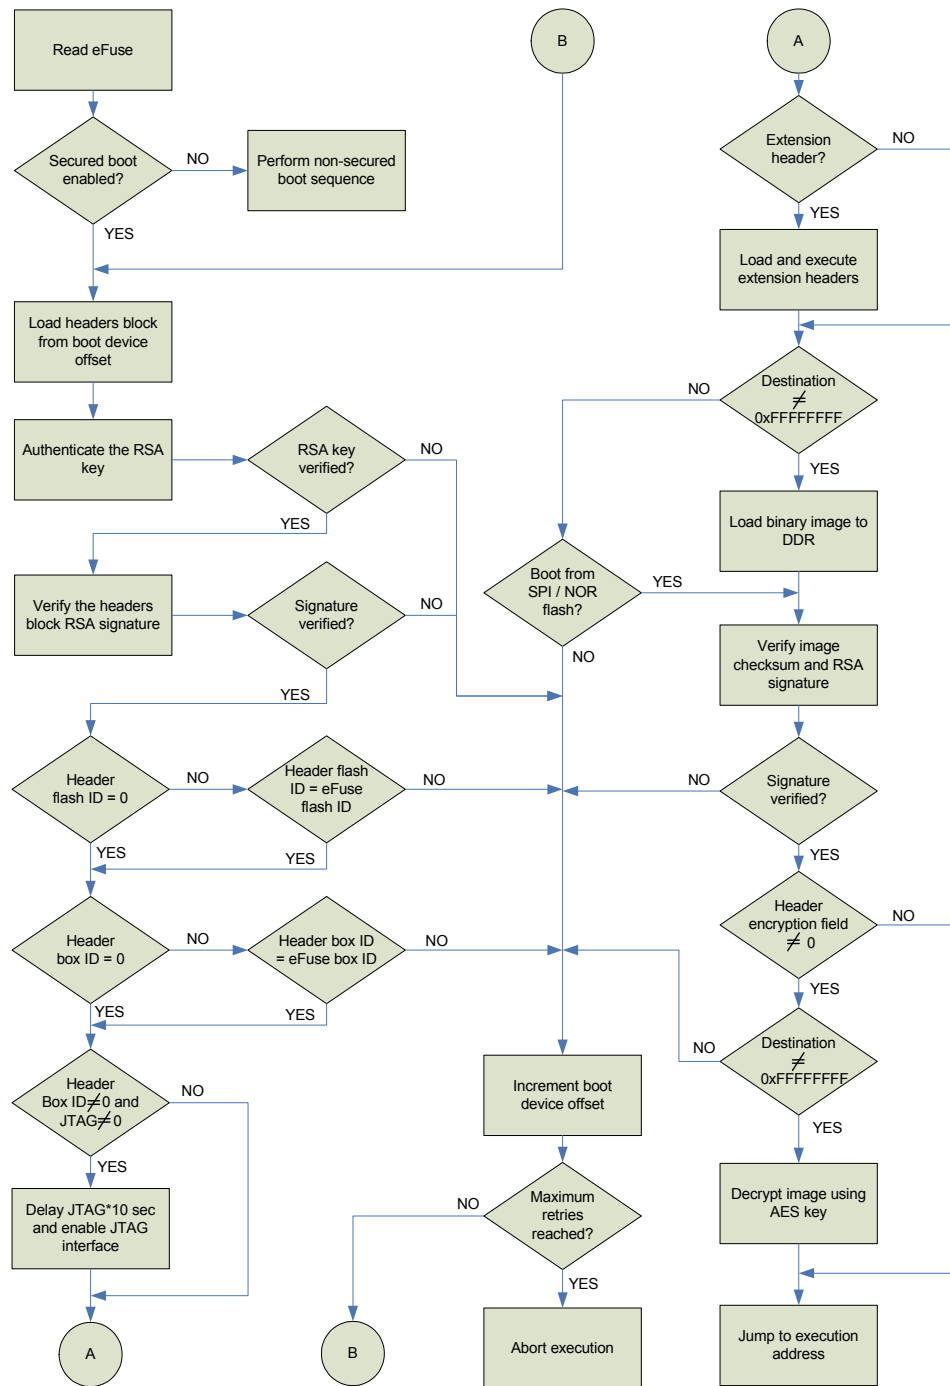 Read eFuse
B
A
Secured boot
enabled?
NO
Perform non-secured
boot sequence
YES
Extension
header?
NO
YES
Load and execute
extension headers
Load headers block
from boot device
offset
Destination
≠
0xFFFFFFFF
NO
YES
Authenticate the RSA
key
RSA key
verified?
NO
YES
Load binary image to
DDR
Verify the headers
block RSA signature
Signature
verified?
NO
YES
Boot from
SPI / NOR
flash?
YES
NO
Verify image
checksum and RSA
signature
Header
flash ID = 0
NO
Header flash
ID = eFuse
flash ID
NO
YES
YES
Signature
verified?
NO
YES
Header
box ID = 0
NO
Header box ID
= eFuse box ID
NO
YES
YES
Header
encryption field
≠ 0
NO
YES
Header
Box ID≠0 and
JTAG≠0
NO
YES
Increment boot
device offset
Destination
≠
0xFFFFFFFF
NO
YES
Delay JTAG*10 sec
and enable JTAG
interface
Maximum
retries
reached?
NO
YES
Decrypt image using
AES key
A
B
Abort execution
Jump to execution
address